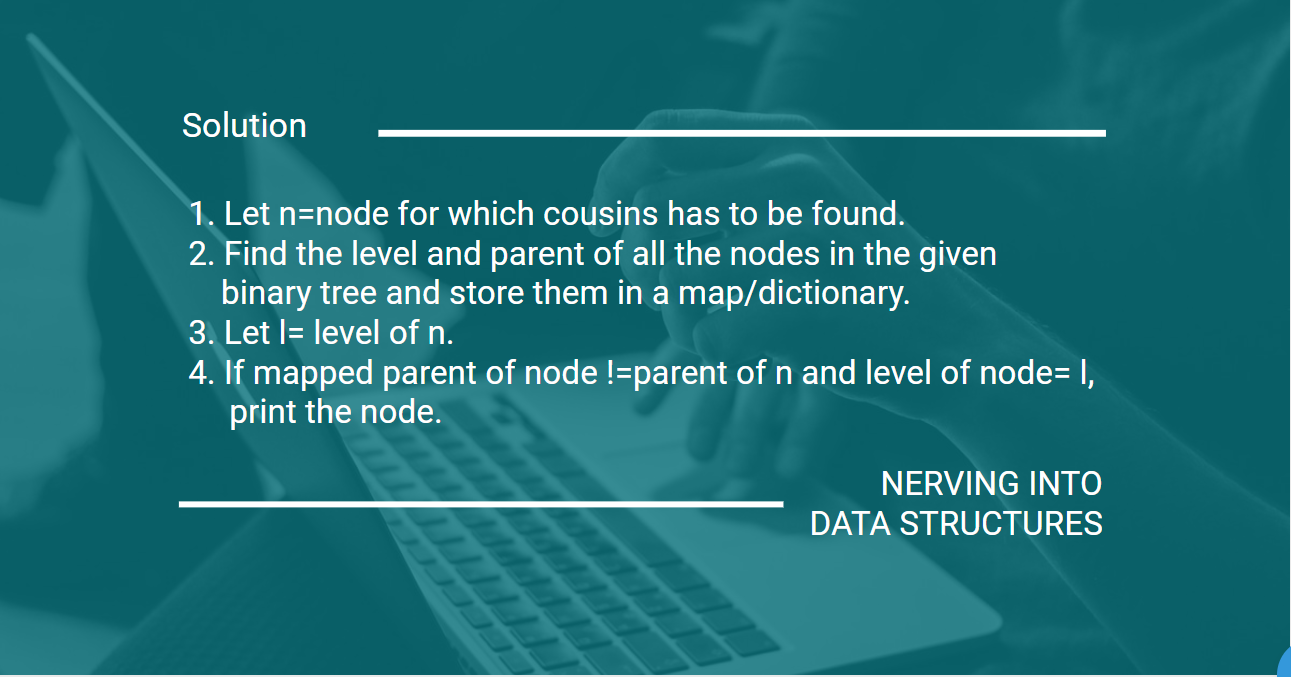 Solution
1. Let n=node for which cousins has to be found.
2. Find the level and parent of all the nodes in the given
binary tree and store them in a map/dictionary.
3. Let l= level of n.
4. If mapped parent of node !=parent of n and level of node= l,
print the node.
NERVING INTO
DATA STRUCTURES